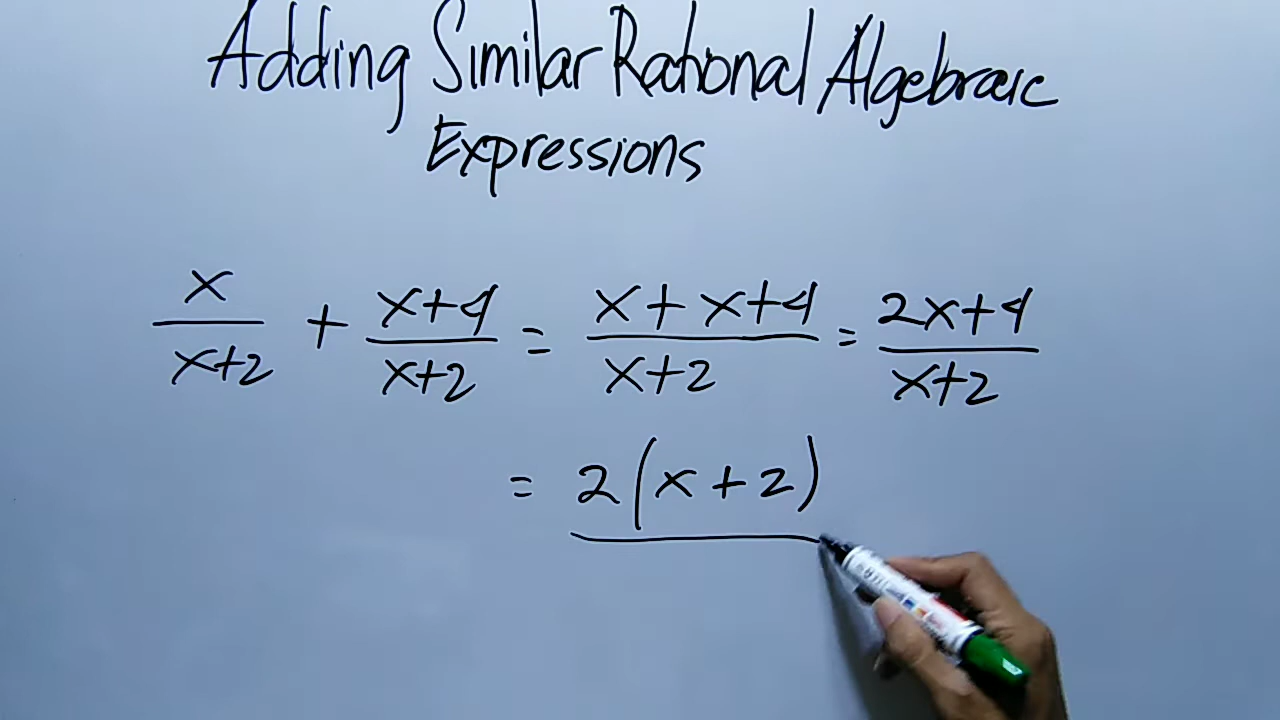 Adding Similar Rational Algebraic
Expressions
x/x+2 + x+4/x+2 = x+x+4/x+2 = 2x+4/x+2
= 2(x+2)